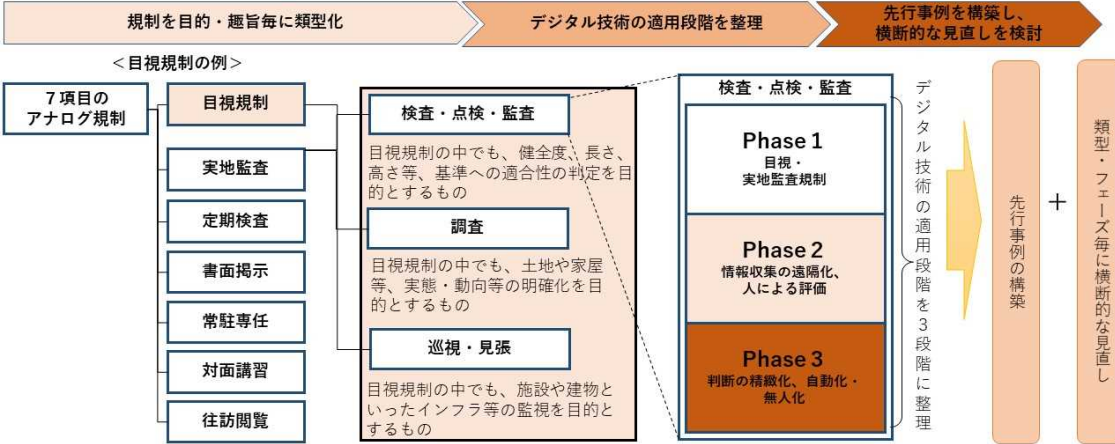 規制を目的・趣旨毎に類型化
デジタル技術の適用段階を整理
先行事例を構築し、
横断的な見直しを検討
＜目視規制の例＞
７項目の
アナログ規制
目視規制
実地監査
定期検査
書面掲示
常駐専任
対面講習
往訪閲覧
検査・点検・監査
目視規制の中でも、健全度、長さ、
高さ等、基準への適合性の判定を目
的とするもの
調査
目視規制の中でも、土地や家屋
等、実態・動向等の明確化を目
的とするもの
巡視・見張
目視規制の中でも、施設や建物と
いったインフラ等の監視を目的と
するもの
検査・点検・監査
Phase 1
目視・
実地監査規制
Phase 2
情報収集の遠隔化、
人による評価
Phase 3
判断の精緻化、自動化・
無人化
デジタル技術の適用段階を３段階に整理
先行事例の構築
＋
類型・フェーズ毎に横断的な見直し